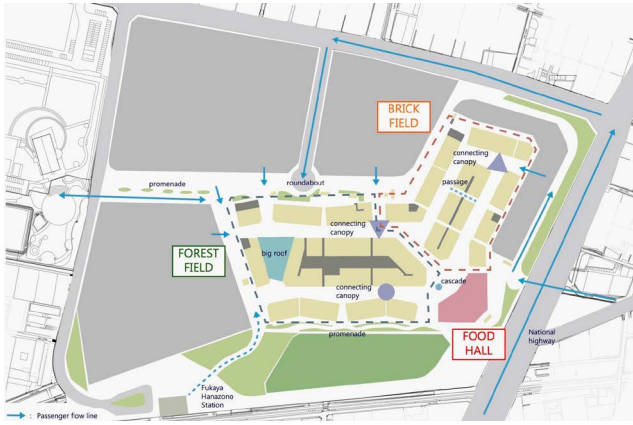 BRICK
FIELD
connecting
canopy
promenade
roundabout
passage
connecting
canopy
FOREST
FIELD
big roof
cascade
connecting
canopy
promenade
FOOD
HALL
National
highway
Fukaya
Hanazono
Station
: Passenger flow line